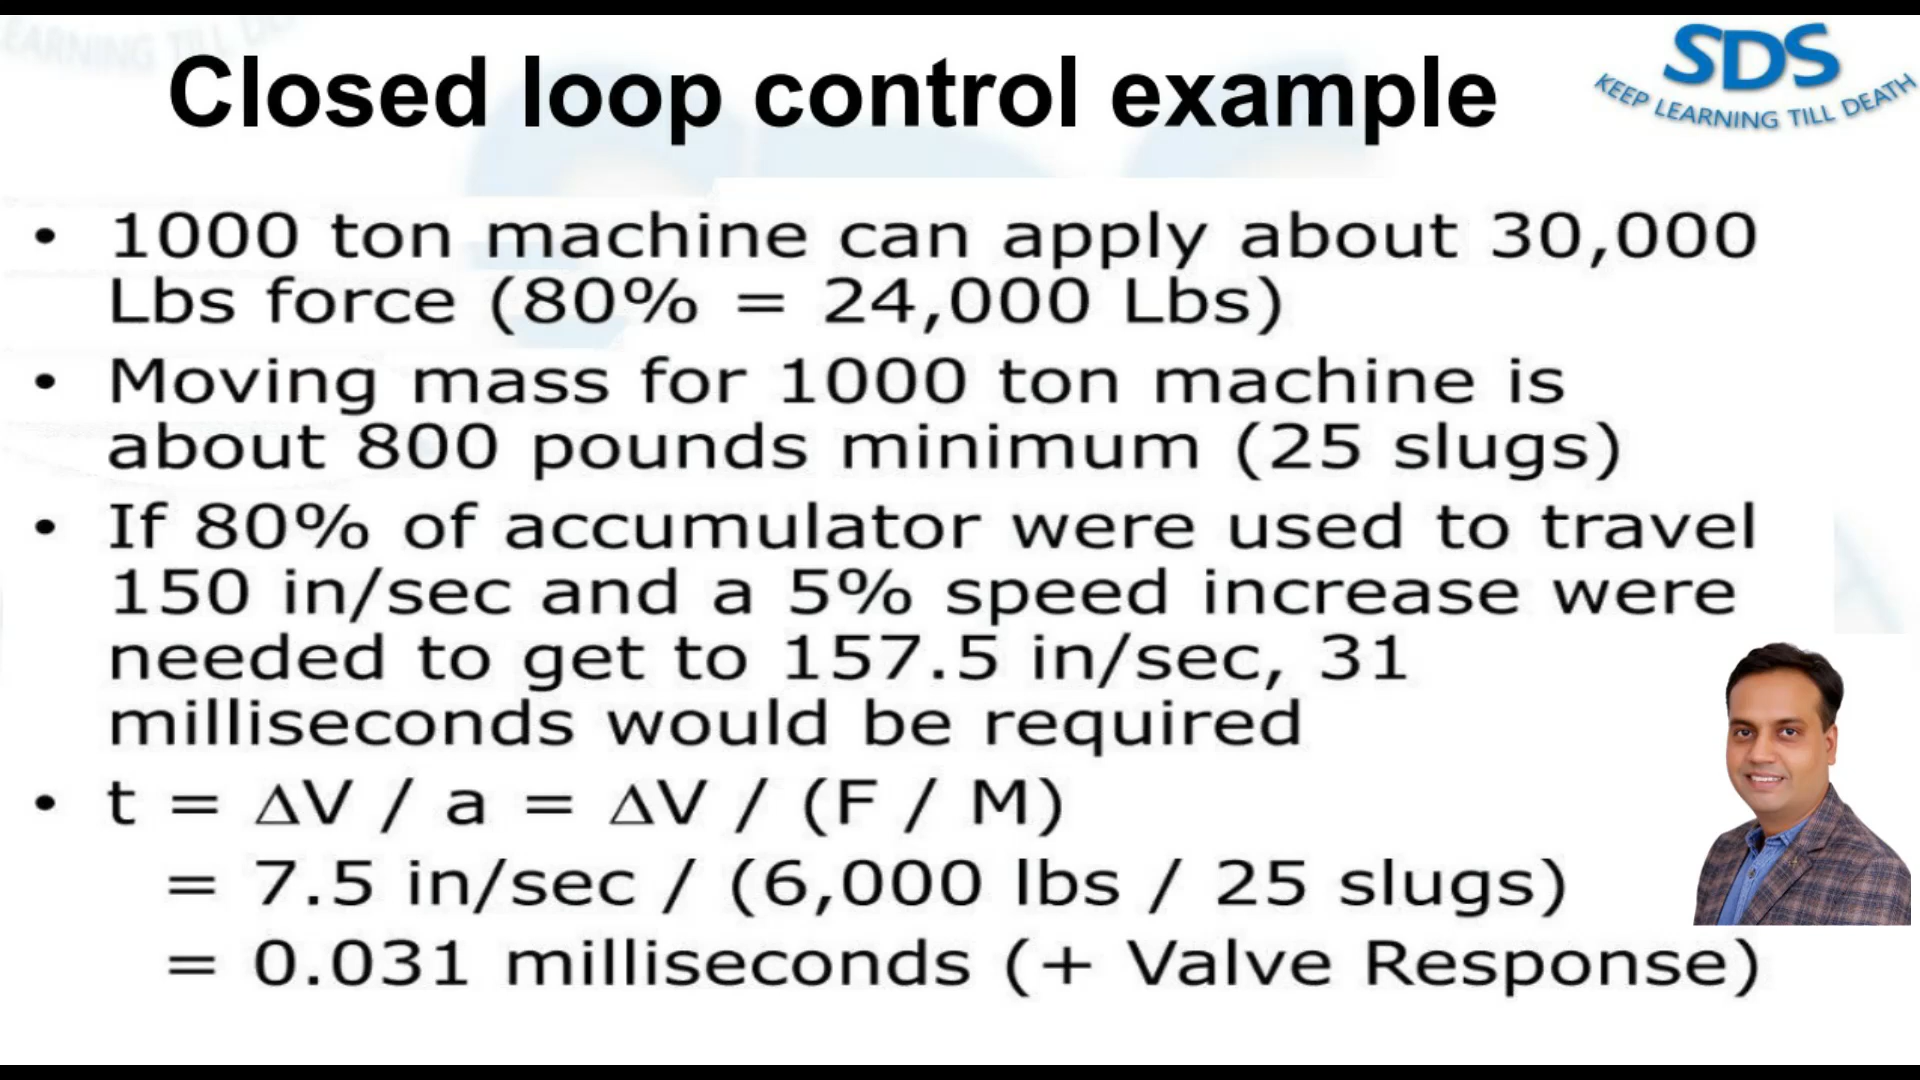 Closed loop control example
SDS
KEEP LEARNING TILL DEATH
• 1000 ton machine can apply about 30,000
Lbs force (80% = 24,000 Lbs)
• Moving mass for 1000 ton machine is
about 800 pounds minimum (25 slugs)
• If 80% of accumulator were used to travel
150 in/sec and a 5% speed increase were
needed to get to 157.5 in/sec, 31
milliseconds would be required
• t = ΔV / a = ΔV / (F / M)
= 7.5 in/sec / (6,000 lbs / 25 slugs)
= 0.031 milliseconds (+ Valve Response)